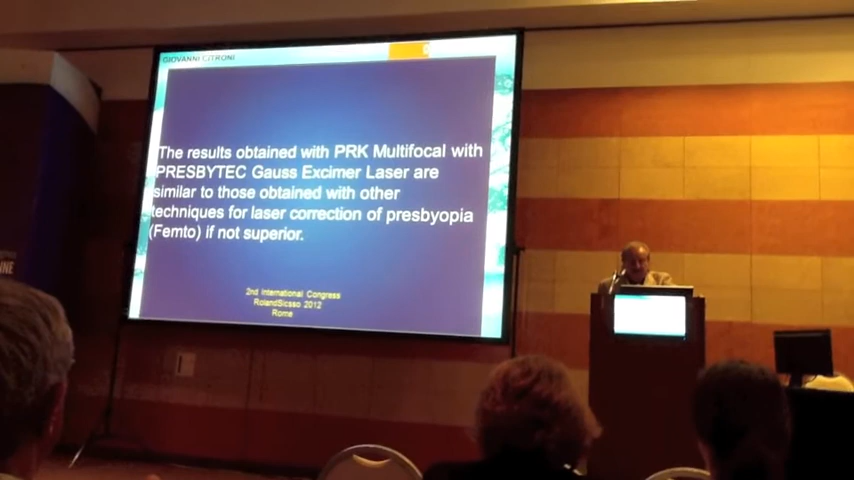 GIOVANNI CITRONI
The results obtained with PRK Multifocal with
PRESBYTEC Gauss Excimer Laser are
similar to those obtained with other
techniques for laser correction of presbyopia
(Femto) if not superior.
2nd International Congress
RolandSicsso 2012
Rome